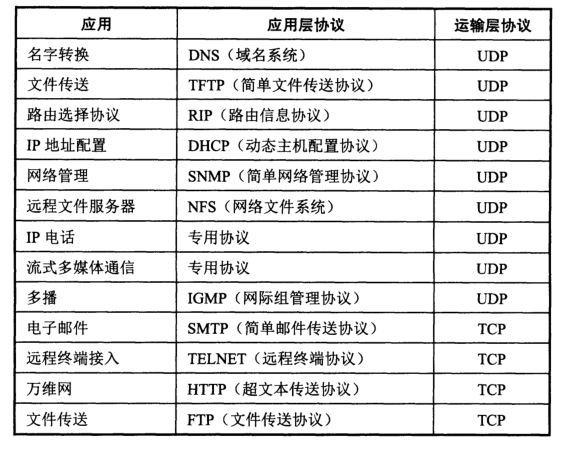 应用 应用层协议 运输层协议
名字转换 DNS（域名系统） UDP
文件传送 TFTP（简单文件传送协议） UDP
路由选择协议 RIP（路由信息协议） UDP
IP 地址配置 DHCP（动态主机配置协议） UDP
网络管理 SNMP（简单网络管理协议） UDP
远程文件服务器 NFS（网络文件系统） UDP
IP 电话 专用协议 UDP
流式多媒体通信 专用协议 UDP
多播 IGMP（网际组管理协议） UDP
电子邮件 SMTP（简单邮件传送协议） TCP
远程终端接入 TELNET（远程终端协议） TCP
万维网 HTTP（超文本传送协议） TCP
文件传送 FTP（文件传送协议） TCP